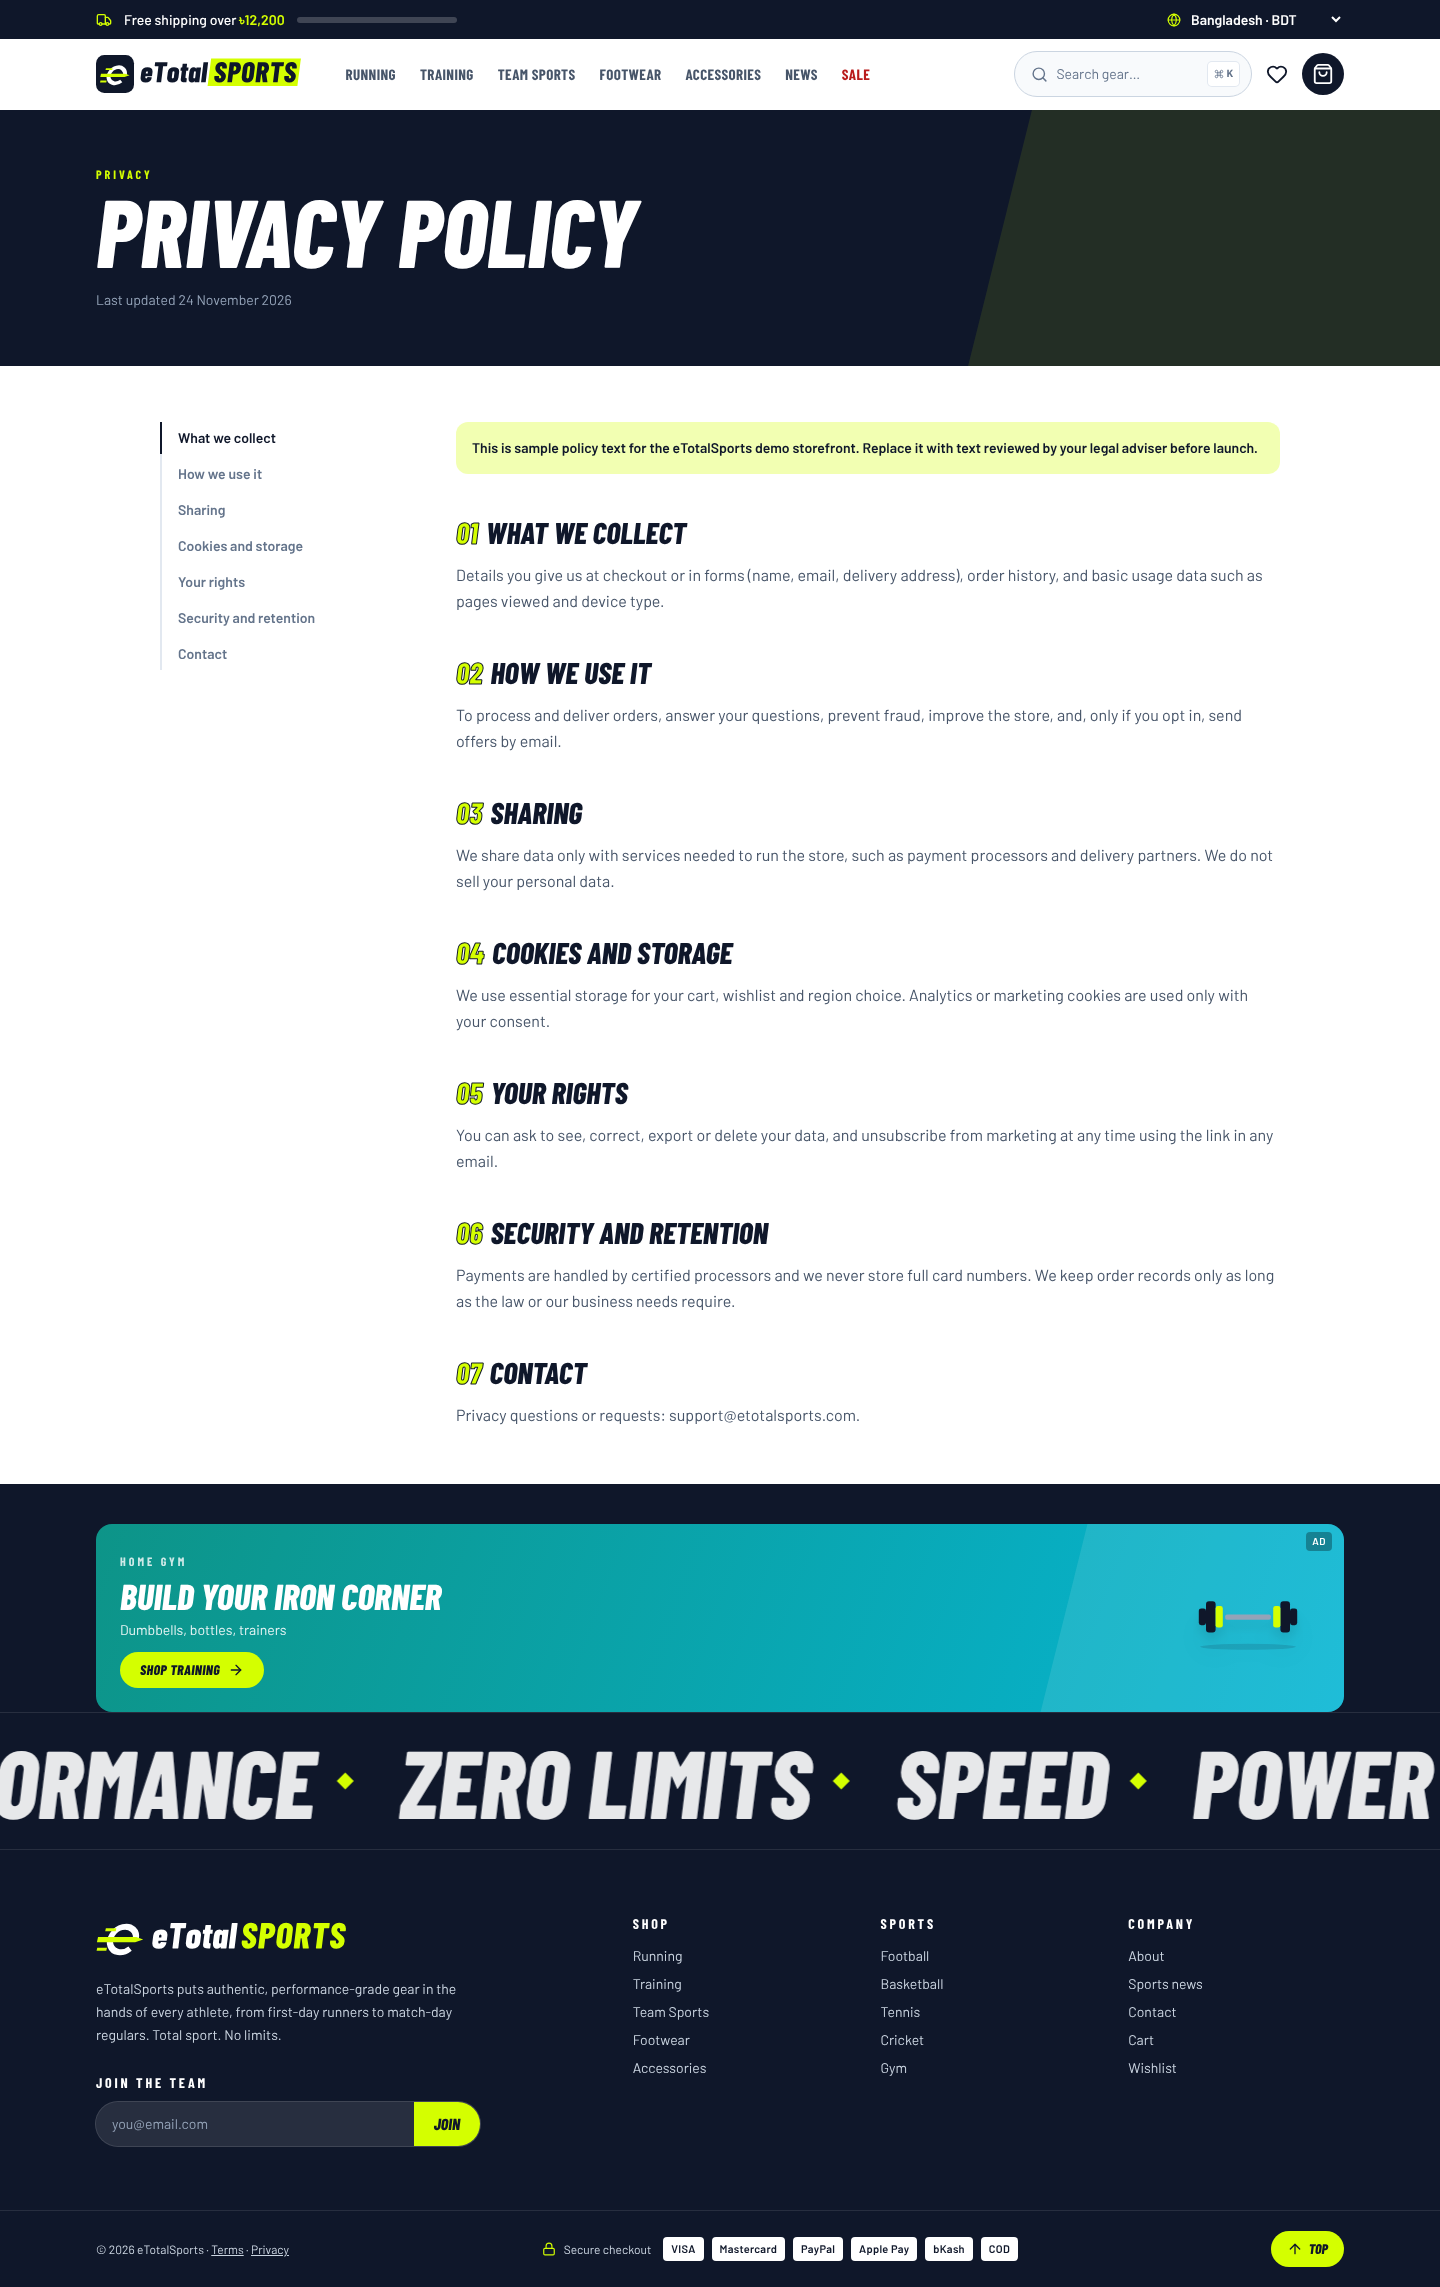 Free shipping over ৳12,200
Bangladesh · BDT
eTotal SPORTS
RUNNING TRAINING TEAM SPORTS FOOTWEAR ACCESSORIES NEWS SALE
Search gear...
⌘ K
PRIVACY
PRIVACY POLICY
Last updated 24 November 2026
What we collect
How we use it
Sharing
Cookies and storage
Your rights
Security and retention
Contact
This is sample policy text for the eTotalSports demo storefront. Replace it with text reviewed by your legal adviser before launch.
01 WHAT WE COLLECT
Details you give us at checkout or in forms (name, email, delivery address), order history, and basic usage data such as
pages viewed and device type.
02 HOW WE USE IT
To process and deliver orders, answer your questions, prevent fraud, improve the store, and, only if you opt in, send
offers by email.
03 SHARING
We share data only with services needed to run the store, such as payment processors and delivery partners. We do not
sell your personal data.
04 COOKIES AND STORAGE
We use essential storage for your cart, wishlist and region choice. Analytics or marketing cookies are used only with
your consent.
05 YOUR RIGHTS
You can ask to see, correct, export or delete your data, and unsubscribe from marketing at any time using the link in any
email.
06 SECURITY AND RETENTION
Payments are handled by certified processors and we never store full card numbers. We keep order records only as long
as the law or our business needs require.
07 CONTACT
Privacy questions or requests: support@etotalsports.com.
AD
HOME GYM
BUILD YOUR IRON CORNER
Dumbbells, bottles, trainers
SHOP TRAINING
ORMANCE ZERO LIMITS SPEED POWER
eTotal SPORTS
eTotalSports puts authentic, performance-grade gear in the
hands of every athlete, from first-day runners to match-day
regulars. Total sport. No limits.
JOIN THE TEAM
you@email.com
JOIN
SHOP
Running
Training
Team Sports
Footwear
Accessories
SPORTS
Football
Basketball
Tennis
Cricket
Gym
COMPANY
About
Sports news
Contact
Cart
Wishlist
© 2026 eTotalSports · Terms · Privacy
Secure checkout
VISA Mastercard PayPal Apple Pay bKash COD
TOP